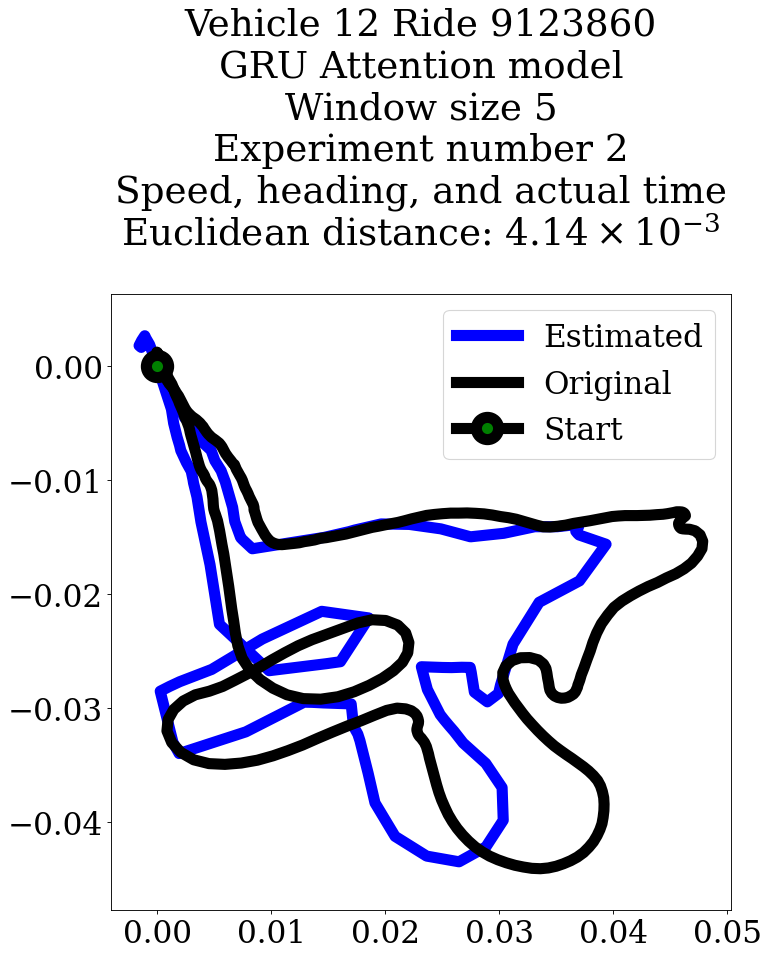 Vehicle 12 Ride 9123860
GRU Attention model
Window size 5
Experiment number 2
Speed, heading, and actual time
Euclidean distance: 4.14 × 10⁻³
Estimated
Original
Start
0.00
−0.01
−0.02
−0.03
−0.04
0.00 0.01 0.02 0.03 0.04 0.05